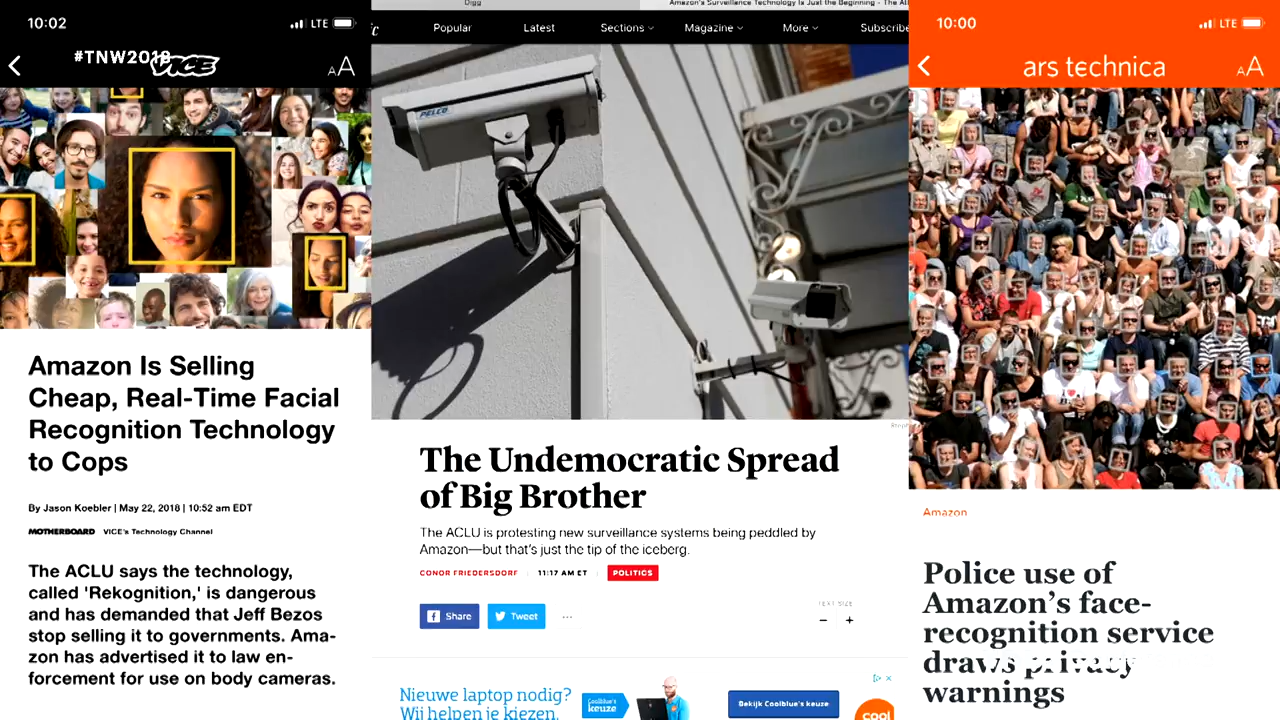 10:02
LTE
#TNW2018
VICE
AA
Amazon Is Selling
Cheap, Real-Time Facial
Recognition Technology
to Cops
By Jason Koebler | May 22, 2018 | 10:52 am EDT
MOTHERBOARD VICE's Technology Channel
The ACLU says the technology,
called 'Rekognition,' is dangerous
and has demanded that Jeff Bezos
stop selling it to governments. Ama-
zon has advertised it to law en-
forcement for use on body cameras.
Digg
Amazon's Surveillance Technology Is Just the Beginning - The Atl
Popular Latest Sections Magazine More Subscribe
PELCO
The Undemocratic Spread
of Big Brother
The ACLU is protesting new surveillance systems being peddled by
Amazon—but that's just the tip of the iceberg.
CONOR FRIEDERSDORF 11:17 AM ET POLITICS
Share Tweet ...
TEXT SIZE
− +
Nieuwe laptop nodig?
Wij helpen je kiezen.
Coolblue's
keuze
Bekijk Coolblue's keuze
cool
10:00
LTE
ars technica
AA
Amazon
Police use of
Amazon's face-
recognition service
draws privacy
warnings